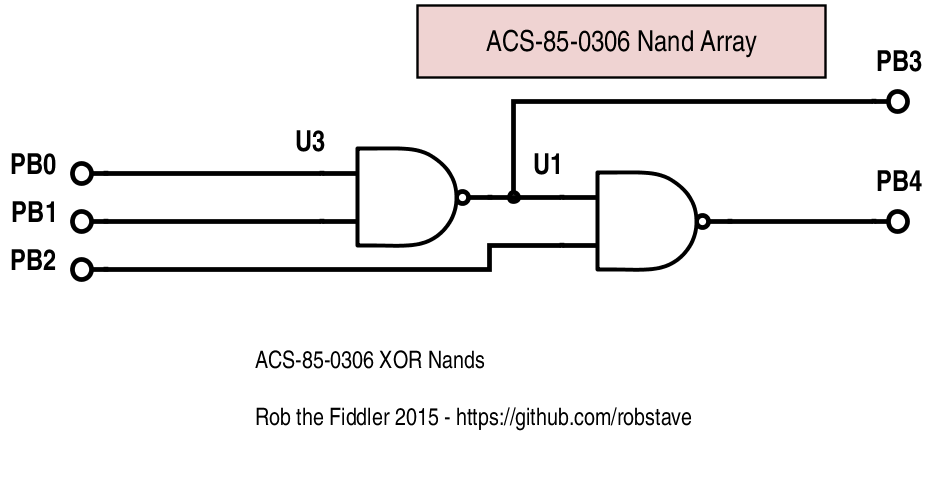 ACS-85-0306 Nand Array
PB3
U3
U1
PB0
PB4
PB1
PB2
ACS-85-0306 XOR Nands
Rob the Fiddler 2015 - https://github.com/robstave